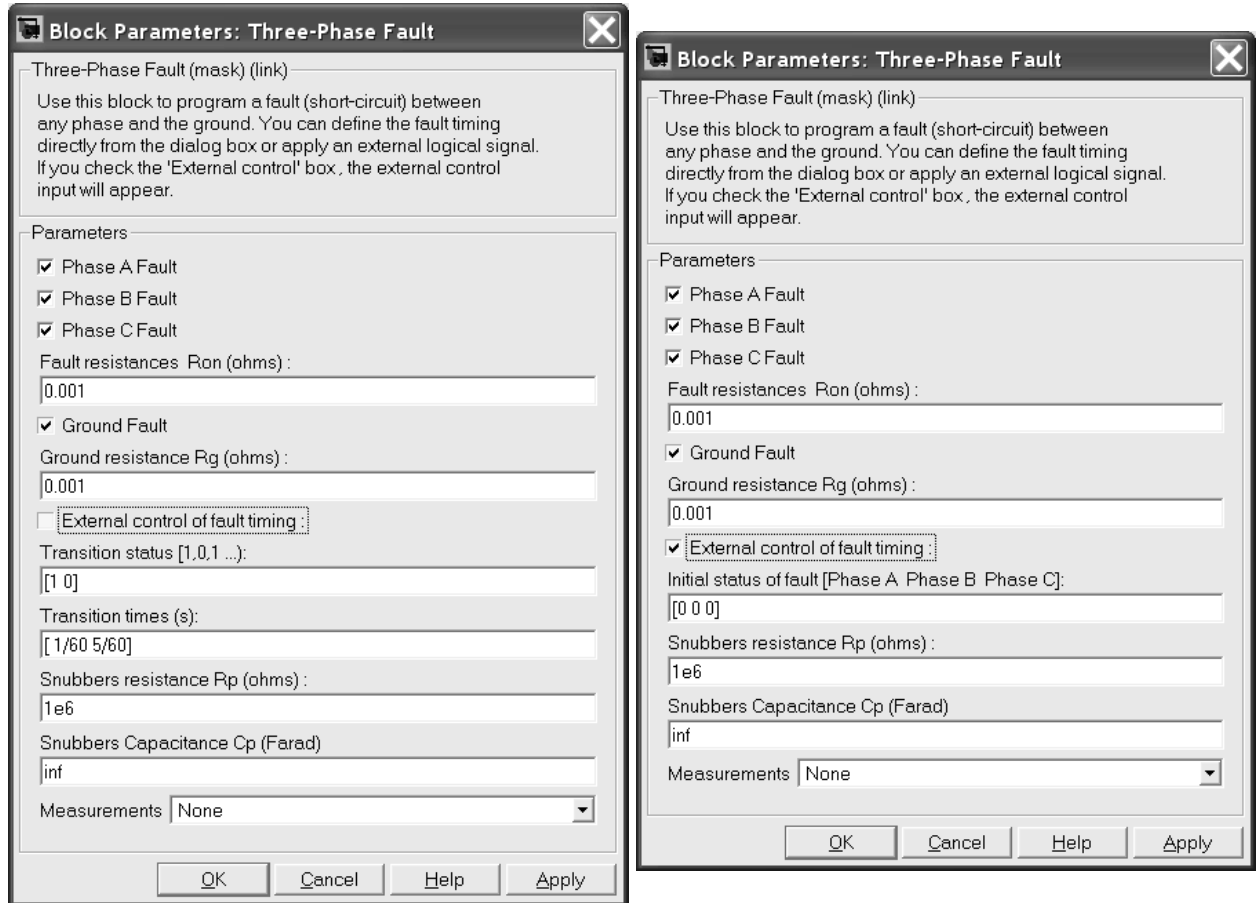 Block Parameters: Three-Phase Fault
Three-Phase Fault (mask) (link)
Use this block to program a fault (short-circuit) between
any phase and the ground. You can define the fault timing
directly from the dialog box or apply an external logical signal.
If you check the 'External control' box , the external control
input will appear.
Parameters
Phase A Fault
Phase B Fault
Phase C Fault
Fault resistances Ron (ohms) :
0.001
Ground Fault
Ground resistance Rg (ohms) :
0.001
External control of fault timing :
Transition status [1,0,1 ...):
[1 0]
Transition times (s):
[ 1/60 5/60]
Snubbers resistance Rp (ohms) :
1e6
Snubbers Capacitance Cp (Farad)
inf
Measurements None
OK Cancel Help Apply
Block Parameters: Three-Phase Fault
Three-Phase Fault (mask) (link)
Use this block to program a fault (short-circuit) between
any phase and the ground. You can define the fault timing
directly from the dialog box or apply an external logical signal.
If you check the 'External control' box , the external control
input will appear.
Parameters
Phase A Fault
Phase B Fault
Phase C Fault
Fault resistances Ron (ohms) :
0.001
Ground Fault
Ground resistance Rg (ohms) :
0.001
External control of fault timing :
Initial status of fault [Phase A Phase B Phase C]:
[0 0 0]
Snubbers resistance Rp (ohms) :
1e6
Snubbers Capacitance Cp (Farad)
inf
Measurements None
OK Cancel Help Apply